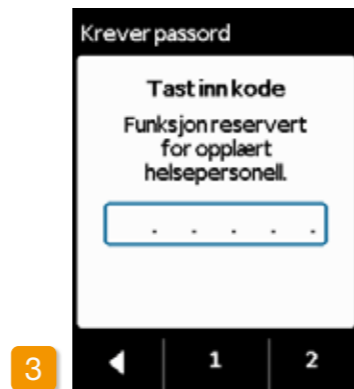 Krever passord
Tast inn kode
Funksjon reservert
for opplært
helsepersonell.
. . . . .
3
1 2